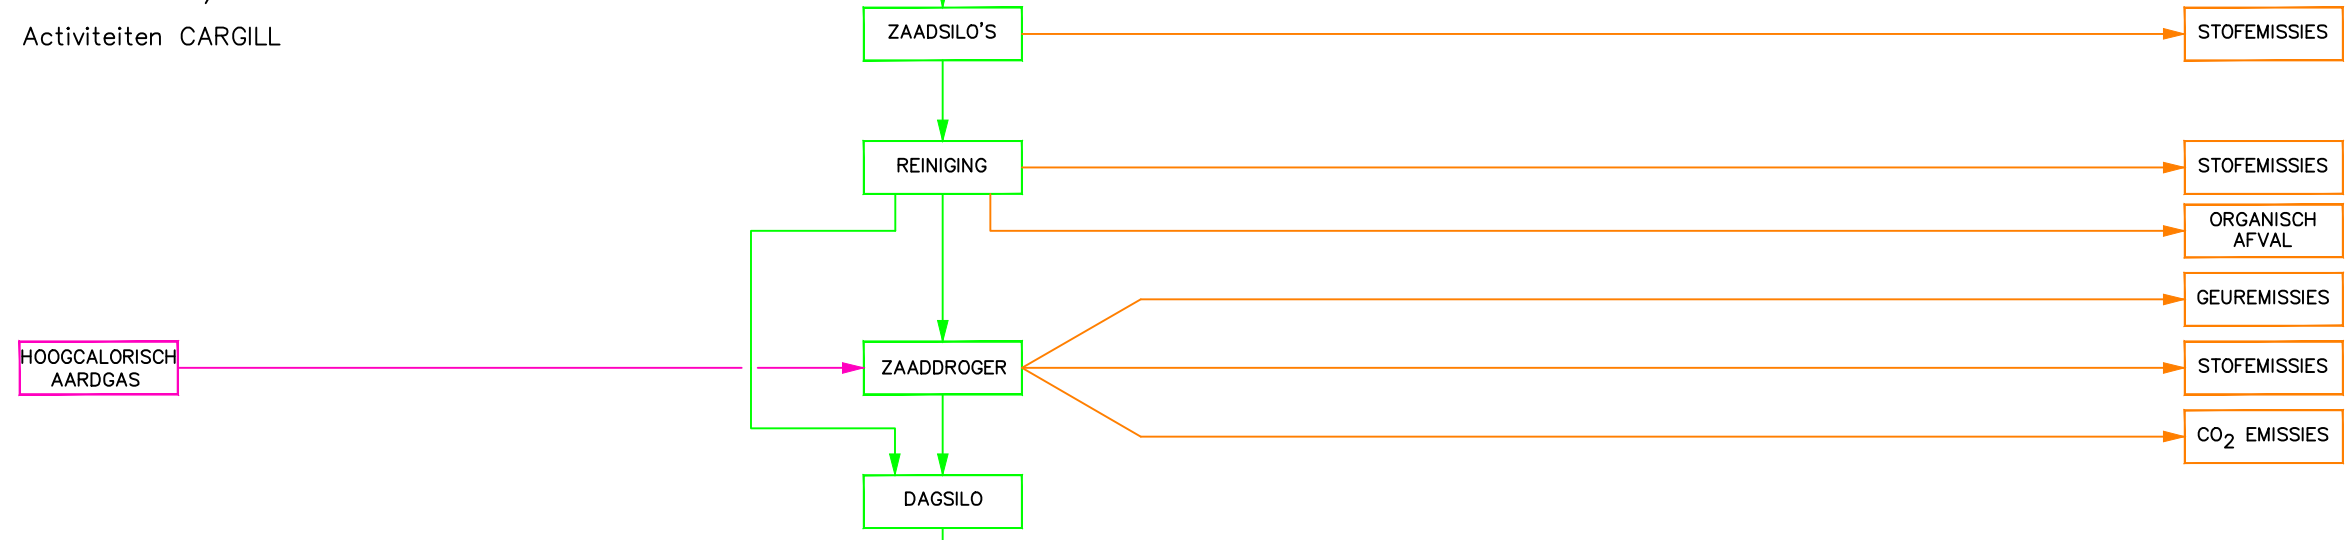 Activiteiten CARGILL
ZAADSILO'S
STOFEMISSIES
REINIGING
STOFEMISSIES
ORGANISCH
AFVAL
GEUREMISSIES
HOOGCALORISCH
AARDGAS
ZAADDROGER
STOFEMISSIES
CO₂ EMISSIES
DAGSILO